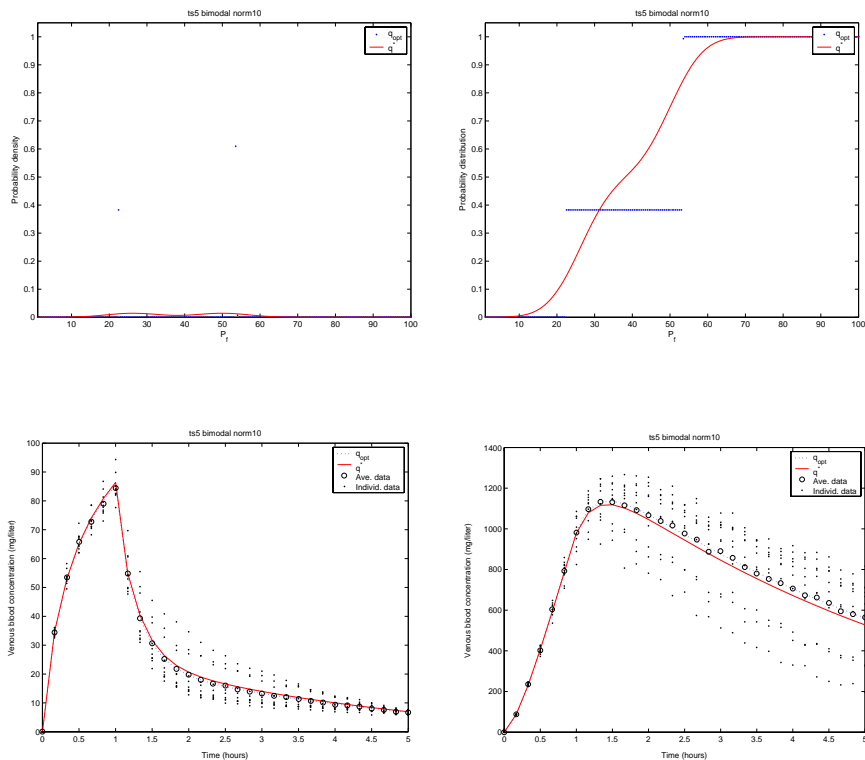 ts5 bimodal norm10
q_opt
q*
Probability density
1
0.9
0.8
0.7
0.6
0.5
0.4
0.3
0.2
0.1
0
10 20 30 40 50 60 70 80 90 100
P_f
ts5 bimodal norm10
q_opt
q*
Probability distribution
1
0.9
0.8
0.7
0.6
0.5
0.4
0.3
0.2
0.1
0
10 20 30 40 50 60 70 80 90 100
P_f
ts5 bimodal norm10
q_opt
q*
Ave. data
Individ. data
Venous blood concentration (mg/liter)
100
90
80
70
60
50
40
30
20
10
0
0 0.5 1 1.5 2 2.5 3 3.5 4 4.5 5
Time (hours)
ts5 bimodal norm10
q_opt
q*
Ave. data
Individ. data
Venous blood concentration (mg/liter)
1400
1200
1000
800
600
400
200
0
0 0.5 1 1.5 2 2.5 3 3.5 4 4.5 5
Time (hours)